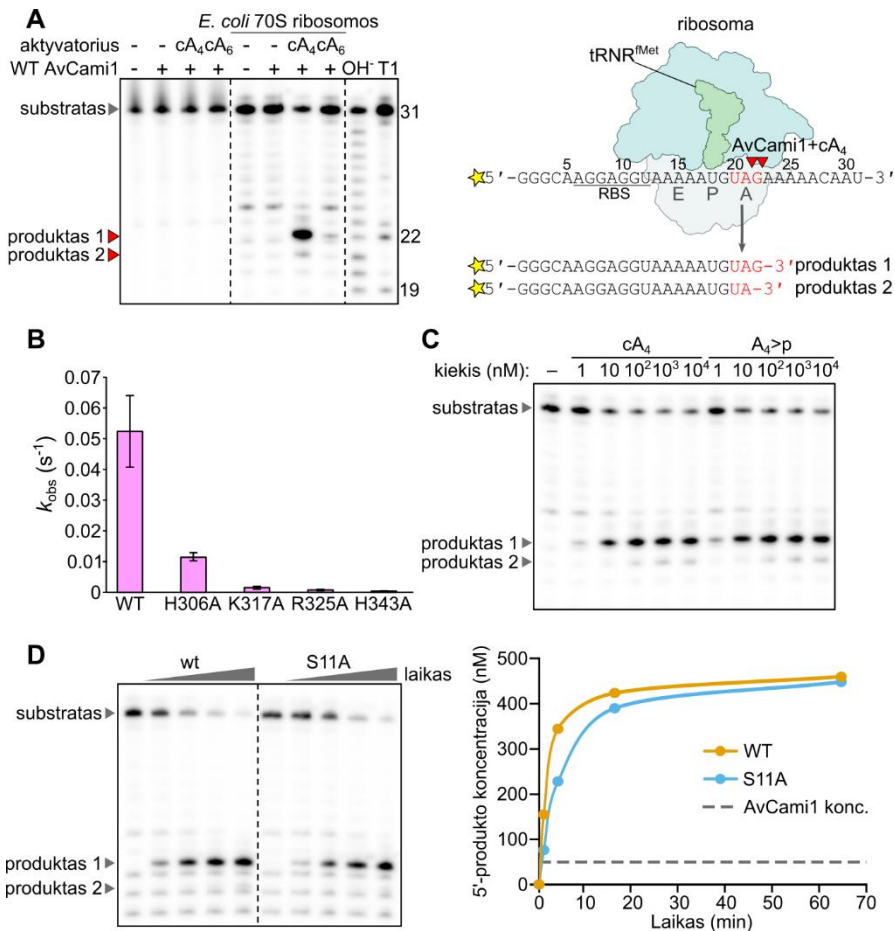 A
E. coli 70S ribosomos
aktyvatorius cA₄cA₆ cA₄cA₆
WT AvCami1 - + + + - + + + OH⁻ T1
substratas 31
produktas 1 22
produktas 2
19
ribosoma
tRNRᶠᴹᵉᵗ
AvCami1+cA₄
5 10 15 20 25 30
5'-GGGCAAGGAGGUAAAAAUGUAGAAAAACAAU-3'
RBS E P A
5'-GGGCAAGGAGGUAAAAAUGUAG-3' produktas 1
5'-GGGCAAGGAGGUAAAAAUGUA-3' produktas 2
B
k_obs (s⁻¹)
0.07
0.06
0.05
0.04
0.03
0.02
0.01
0
WT H306A K317A R325A H343A
C
cA₄ A₄>p
kiekis (nM): – 1 10 10² 10³ 10⁴ 1 10 10² 10³ 10⁴
substratas
produktas 1
produktas 2
D
wt S11A laikas
substratas
produktas 1
produktas 2
5'-produkto koncentracija (nM)
500
400
300
200
100
0
WT
S11A
AvCami1 konc.
0 10 20 30 40 50 60 70
Laikas (min)